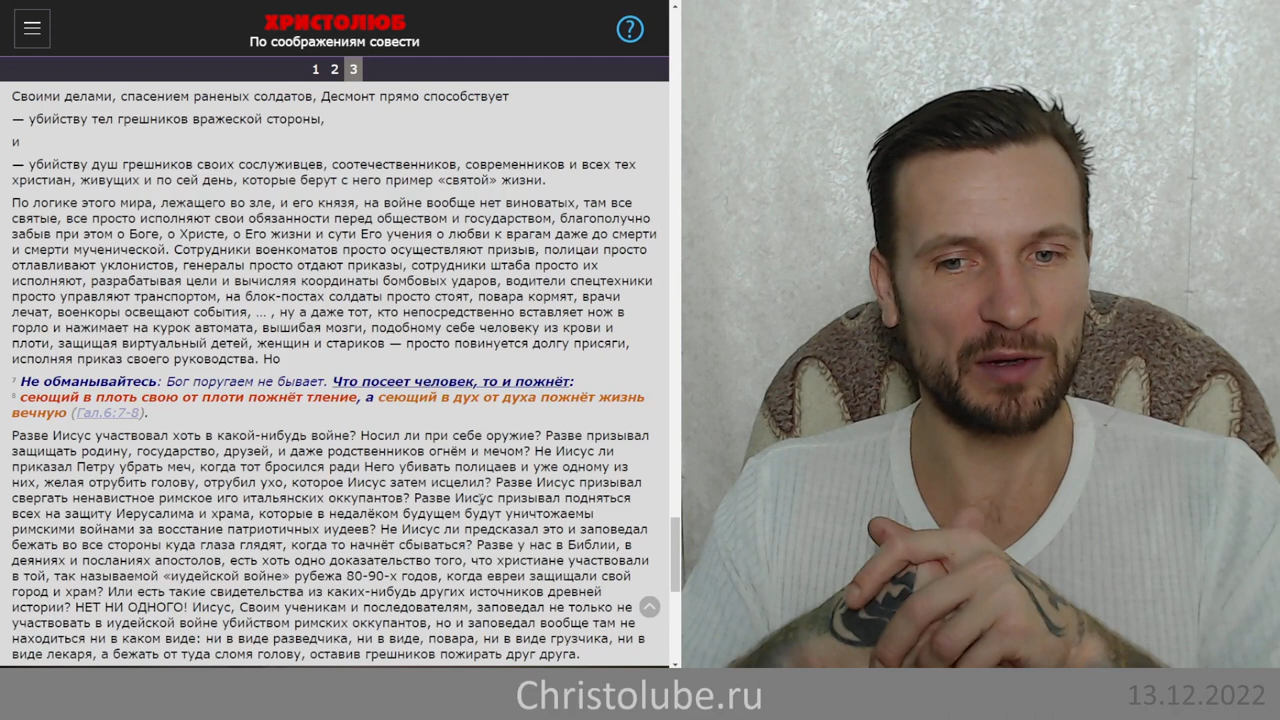 ХРИСТОЛЮБ
По соображениям совести
?
1 2 3
Своими делами, спасением раненых солдатов, Десмонт прямо способствует
— убийству тел грешников вражеской стороны,
и
— убийству душ грешников своих сослуживцев, соотечественников, современников и всех тех
христиан, живущих и по сей день, которые берут с него пример «святой» жизни.
По логике этого мира, лежащего во зле, и его князя, на войне вообще нет виноватых, там все
святые, все просто исполняют свои обязанности перед обществом и государством, благополучно
забыв при этом о Боге, о Христе, о Его жизни и сути Его учения о любви к врагам даже до смерти
и смерти мученической. Сотрудники военкоматов просто осуществляют призыв, полицаи просто
отлавливают уклонистов, генералы просто отдают приказы, сотрудники штаба просто их
исполняют, разрабатывая цели и вычисляя координаты бомбовых ударов, водители спецтехники
просто управляют транспортом, на блок-постах солдаты просто стоят, повара кормят, врачи
лечат, военкоры освещают события, ... , ну а даже тот, кто непосредственно вставляет нож в
горло и нажимает на курок автомата, вышибая мозги, подобному себе человеку из крови и
плоти, защищая виртуальный детей, женщин и стариков — просто повинуется долгу присяги,
исполняя приказ своего руководства. Но
7 Не обманывайтесь: Бог поругаем не бывает. Что посеет человек, то и пожнёт:
8 сеющий в плоть свою от плоти пожнёт тление, а сеющий в дух от духа пожнёт жизнь
вечную (Гал.6:7-8).
Разве Иисус участвовал хоть в какой-нибудь войне? Носил ли при себе оружие? Разве призывал
защищать родину, государство, друзей, и даже родственников огнём и мечом? Не Иисус ли
приказал Петру убрать меч, когда тот бросился ради Него убивать полицаев и уже одному из
них, желая отрубить голову, отрубил ухо, которое Иисус затем исцелил? Разве Иисус призывал
свергать ненавистное римское иго итальянских оккупантов? Разве Иисус призывал подняться
всех на защиту Иерусалима и храма, которые в недалёком будущем будут уничтожаемы
римскими войнами за восстание патриотичных иудеев? Не Иисус ли предсказал это и заповедал
бежать во все стороны куда глаза глядят, когда то начнёт сбываться? Разве у нас в Библии, в
деяниях и посланиях апостолов, есть хоть одно доказательство того, что христиане участвовали
в той, так называемой «иудейской войне» рубежа 80-90-х годов, когда евреи защищали свой
город и храм? Или есть такие свидетельства из каких-нибудь других источников древней
истории? НЕТ НИ ОДНОГО! Иисус, Своим ученикам и последователям, заповедал не только не
участвовать в иудейской войне убийством римских оккупантов, но и заповедал вообще там не
находиться ни в каком виде: ни в виде разведчика, ни в виде, повара, ни в виде грузчика, ни в
виде лекаря, а бежать от туда сломя голову, оставив грешников пожирать друг друга.
Christolube.ru
13.12.2022